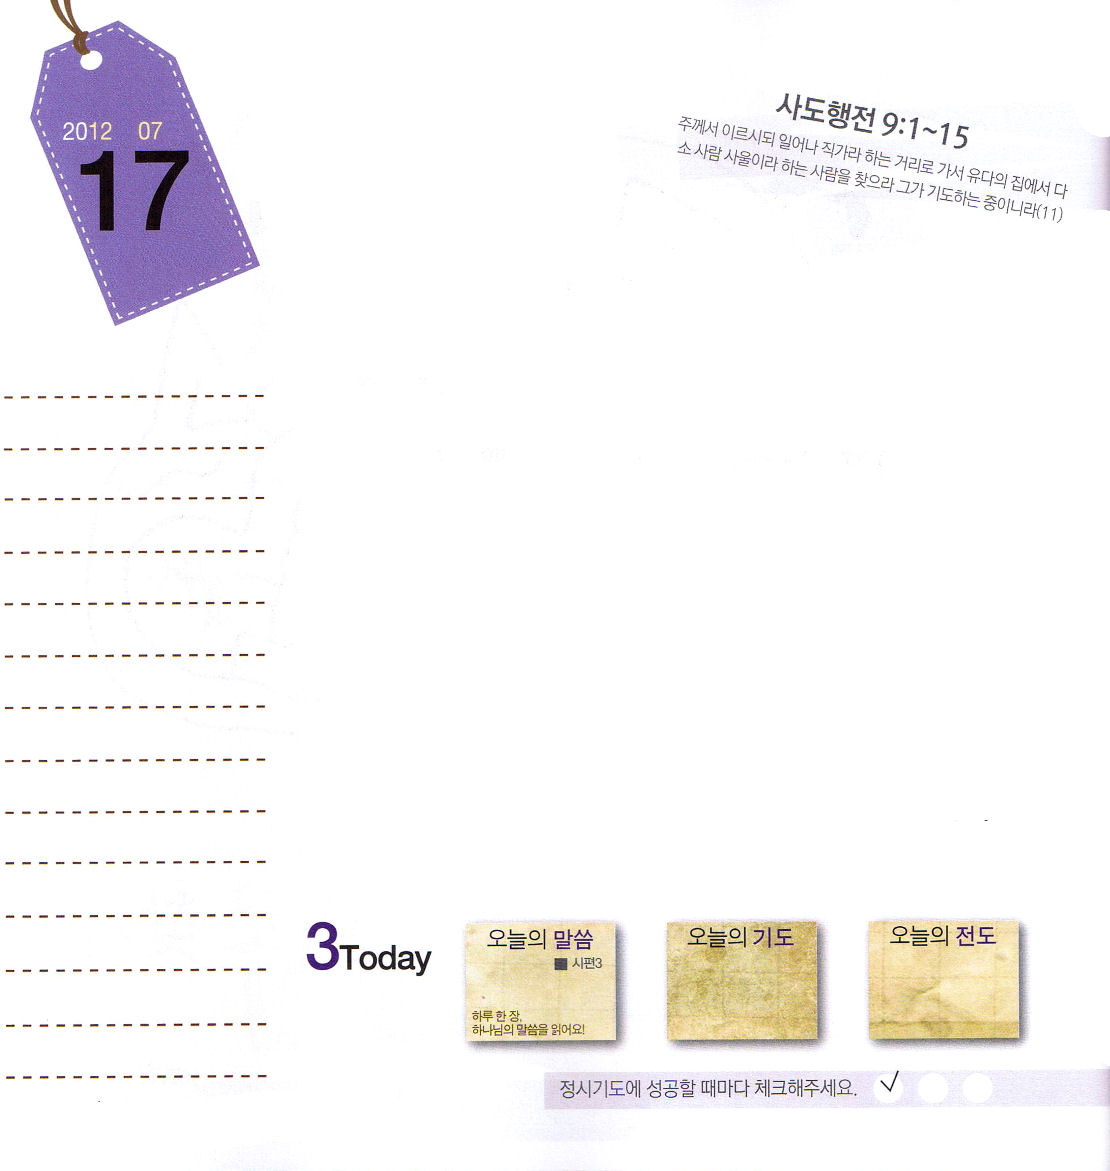 2012 07
17
사도행전 9:1~15
주께서 이르시되 일어나 직가라 하는 거리로 가서 유다의 집에서 다
소 사람 사울이라 하는 사람을 찾으라 그가 기도하는 중이니라(11)
3Today
오늘의 말씀
■ 시편3
하루 한 장,
하나님의 말씀을 읽어요!
오늘의 기도
오늘의 전도
정시기도에 성공할 때마다 체크해주세요.